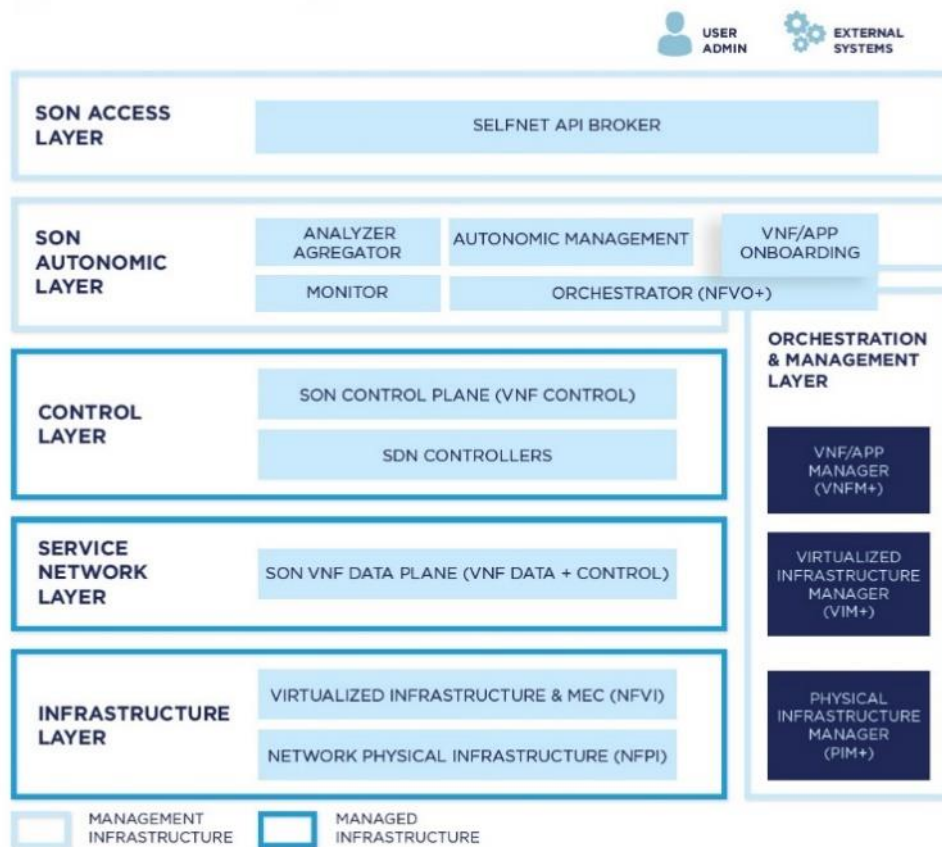 USER
ADMIN
EXTERNAL
SYSTEMS
SON ACCESS
LAYER
SELFNET API BROKER
SON
AUTONOMIC
LAYER
ANALYZER
AGREGATOR
AUTONOMIC MANAGEMENT
VNF/APP
ONBOARDING
MONITOR
ORCHESTRATOR (NFVO+)
ORCHESTRATION
& MANAGEMENT
LAYER
CONTROL
LAYER
SON CONTROL PLANE (VNF CONTROL)
SDN CONTROLLERS
VNF/APP
MANAGER
(VNFM+)
SERVICE
NETWORK
LAYER
SON VNF DATA PLANE (VNF DATA + CONTROL)
VIRTUALIZED
INFRASTRUCTURE
MANAGER
(VIM+)
INFRASTRUCTURE
LAYER
VIRTUALIZED INFRASTRUCTURE & MEC (NFVI)
NETWORK PHYSICAL INFRASTRUCTURE (NFPI)
PHYSICAL
INFRASTRUCTURE
MANAGER
(PIM+)
MANAGEMENT
INFRASTRUCTURE
MANAGED
INFRASTRUCTURE